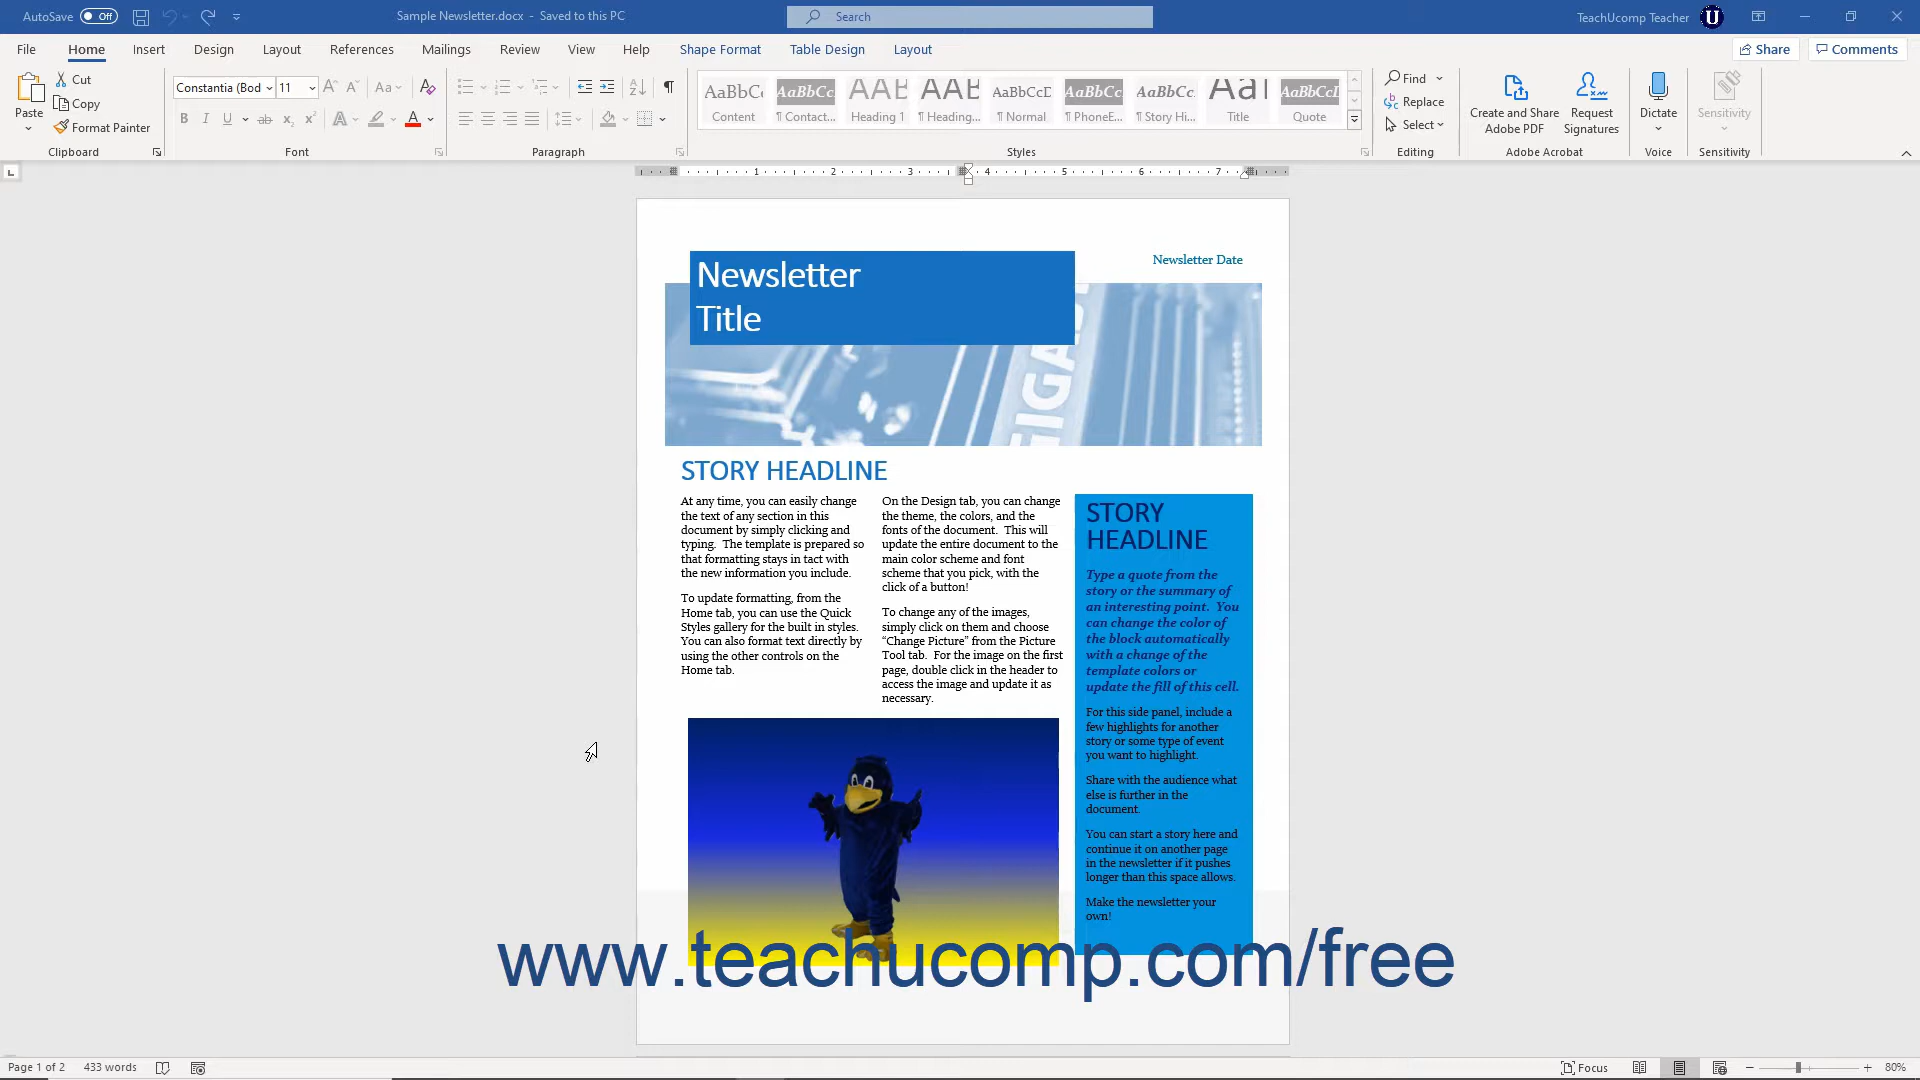 AutoSave Off
Sample Newsletter.docx - Saved to this PC
Search
TeachUcomp Teacher
U
File Home Insert Design Layout References Mailings Review View Help Shape Format Table Design Layout
Share Comments
Paste
Cut
Copy
Format Painter
Clipboard
Constantia (Bod 11
Font
Paragraph
AaBbCc AaBbCc AAB AAB AaBbCcD AaBbCc AaBbCc Aal AaBbCcD
Content ¶ Contact... Heading 1 ¶ Heading... ¶ Normal ¶ PhoneE... ¶ Story Hi... Title Quote
Styles
Find
Replace
Select
Editing
Create and Share
Adobe PDF
Request
Signatures
Adobe Acrobat
Dictate
Voice
Sensitivity
Sensitivity
1 2 3 4 5 6 7
Newsletter
Title
Newsletter Date
GIGA
STORY HEADLINE
At any time, you can easily change
the text of any section in this
document by simply clicking and
typing. The template is prepared so
that formatting stays in tact with
the new information you include.
To update formatting, from the
Home tab, you can use the Quick
Styles gallery for the built in styles.
You can also format text directly by
using the other controls on the
Home tab.
On the Design tab, you can change
the theme, the colors, and the
fonts of the document. This will
update the entire document to the
main color scheme and font
scheme that you pick, with the
click of a button!
To change any of the images,
simply click on them and choose
“Change Picture” from the Picture
Tool tab. For the image on the first
page, double click in the header to
access the image and update it as
necessary.
STORY
HEADLINE
Type a quote from the
story or the summary of
an interesting point. You
can change the color of
the block automatically
with a change of the
template colors or
update the fill of this cell.
For this side panel, include a
few highlights for another
story or some type of event
you want to highlight.
Share with the audience what
else is further in the
document.
You can start a story here and
continue it on another page
in the newsletter if it pushes
longer than this space allows.
Make the newsletter your
own!
www.teachucomp.com/free
Page 1 of 2 433 words
Focus
80%